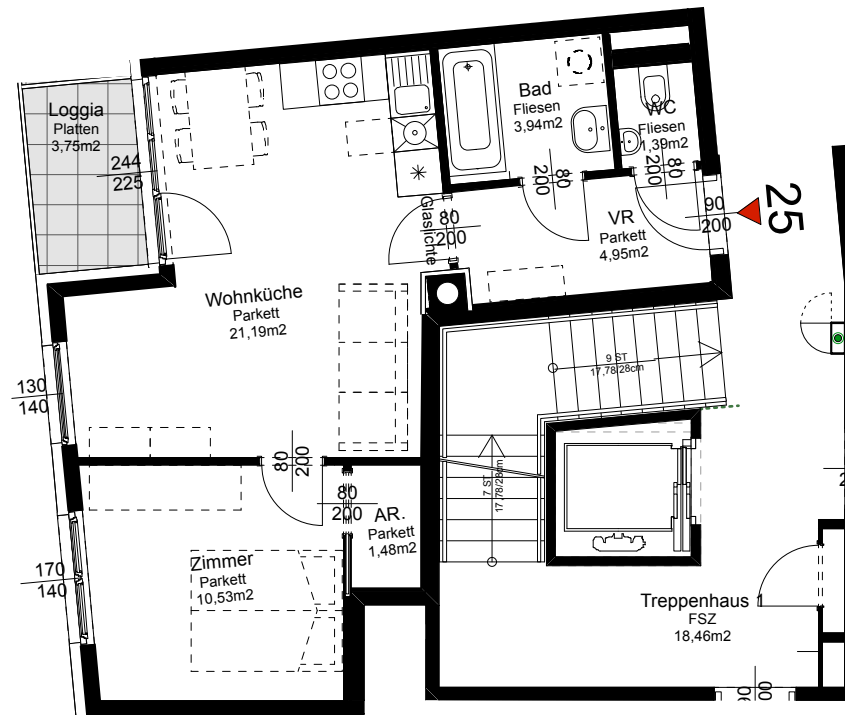 Loggia
Platten
3,75m2
244
225
Bad
Fliesen
3,94m2
WC
Fliesen
1,39m2
80
200
80
200
90
200
25
VR
Parkett
4,95m2
80
200
Glaslichte
Wohnküche
Parkett
21,19m2
9 ST
17,78/28cm
130
140
80
200
7 ST
17,78/28cm
80
200
AR.
Parkett
1,48m2
Zimmer
Parkett
10,53m2
170
140
Treppenhaus 1
FSZ
18,46m2